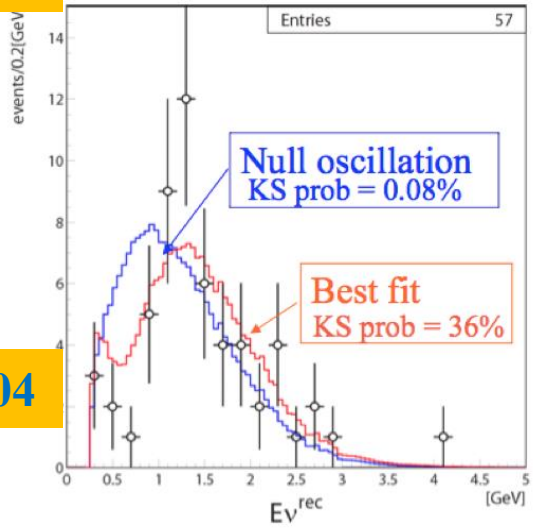 Entries 57
events/0.2[GeV
14
12
10
8
6
4
2
0
Null oscillation
KS prob = 0.08%
Best fit
KS prob = 36%
04
0 0.5 1 1.5 2 2.5 3 3.5 4 4.5 5
Eνrec
[GeV]